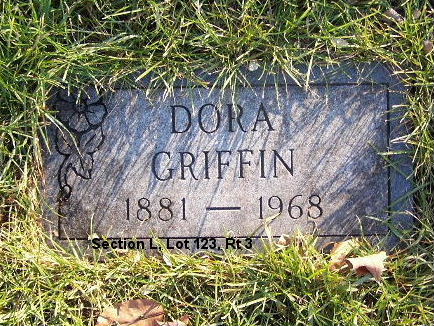 DORA
GRIFFIN
1881 — 1968
Section L, Lot 123, Rt 3